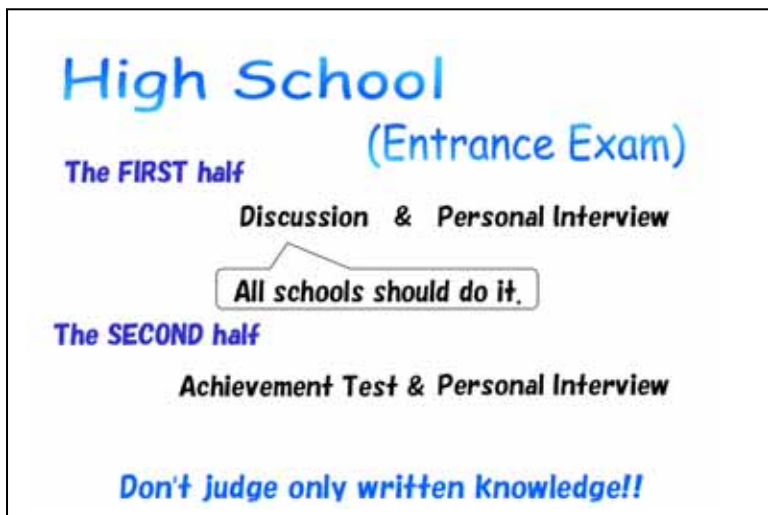 High School
(Entrance Exam)
The FIRST half
Discussion & Personal Interview
All schools should do it.
The SECOND half
Achievement Test & Personal Interview
Don't judge only written knowledge!!